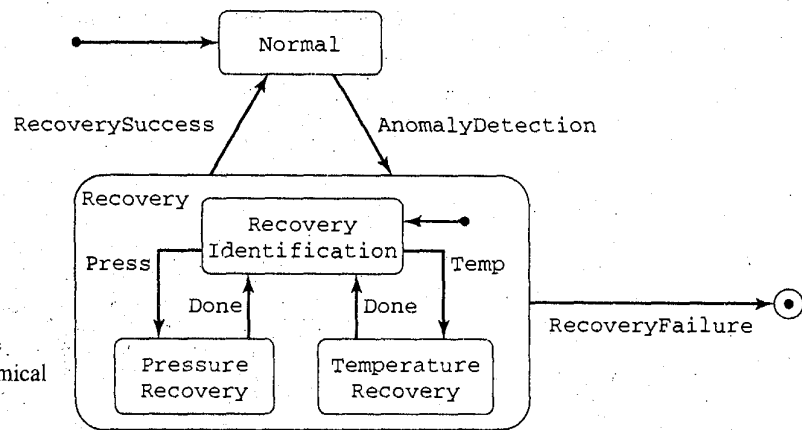 Normal
RecoverySuccess
AnomalyDetection
Recovery
Recovery
Identification
Press
Temp
Done
Done
RecoveryFailure
Pressure
Recovery
Temperature
Recovery
mical